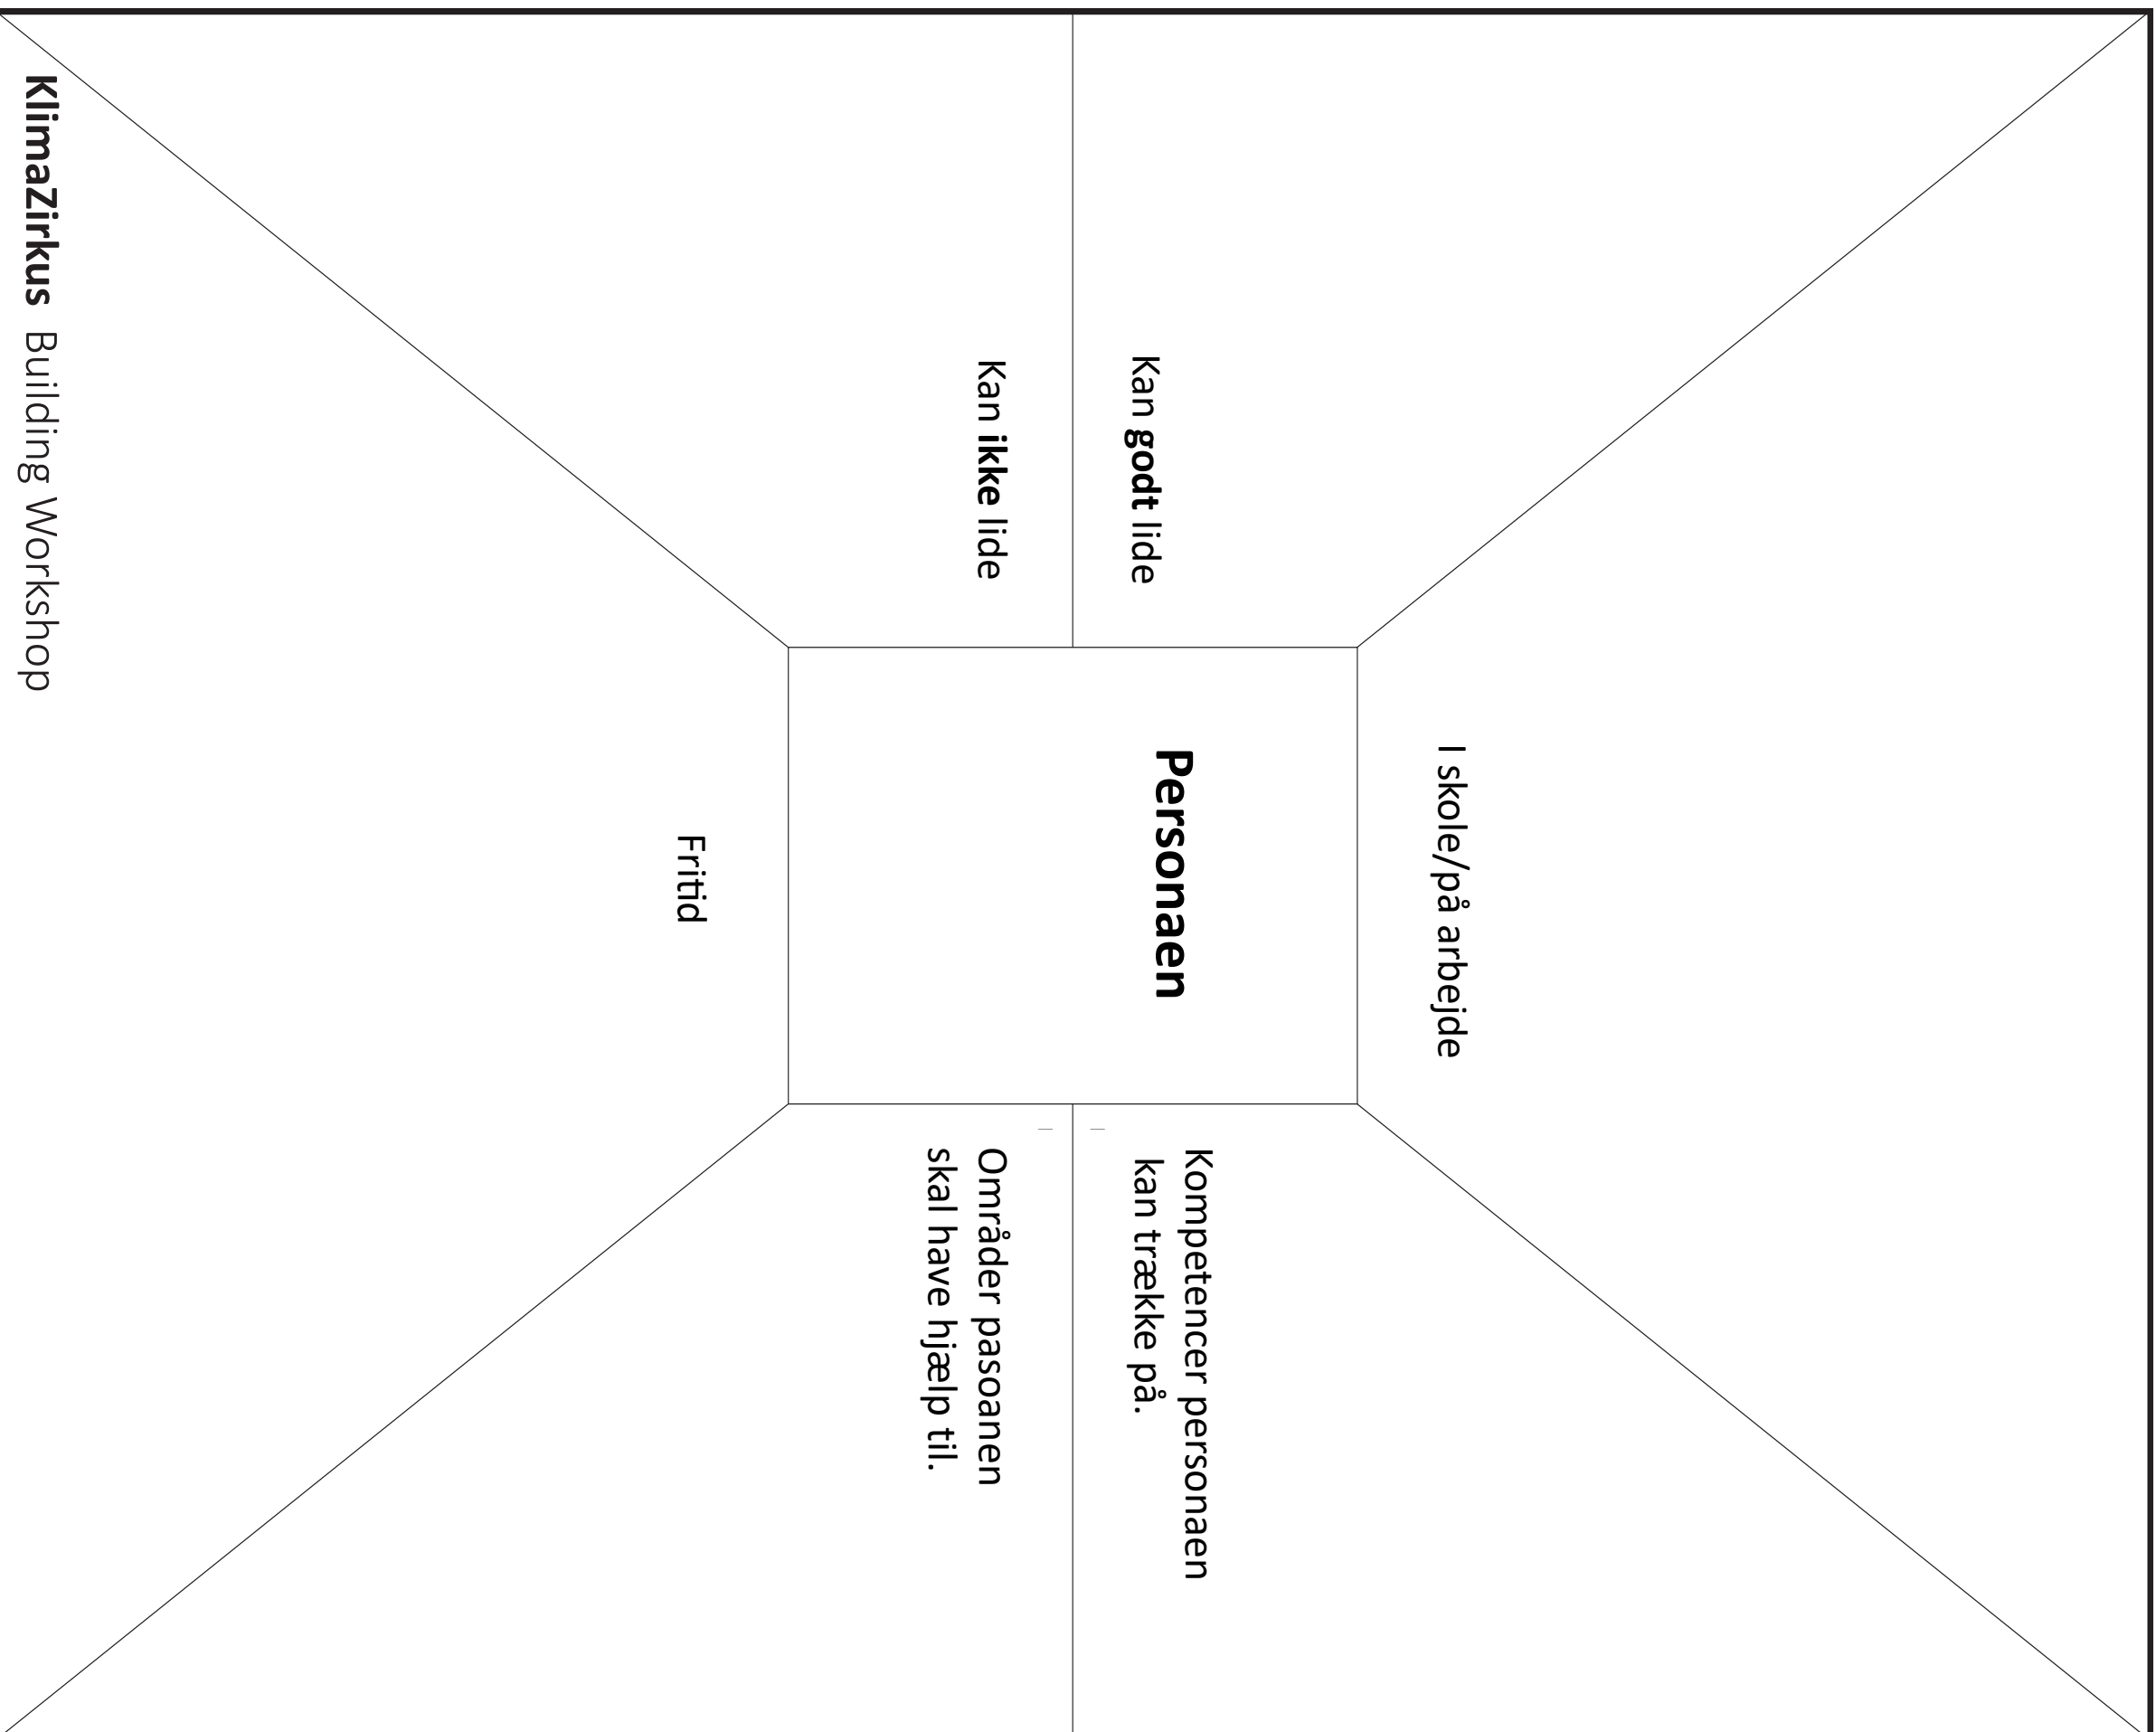 I skole/på arbejde
Kan godt lide
Kompetencer personaen
kan trække på.
Personaen
Kan ikke lide
Områder pasoanen
skal have hjælp til.
Fritid
KlimaZirkus Building Workshop